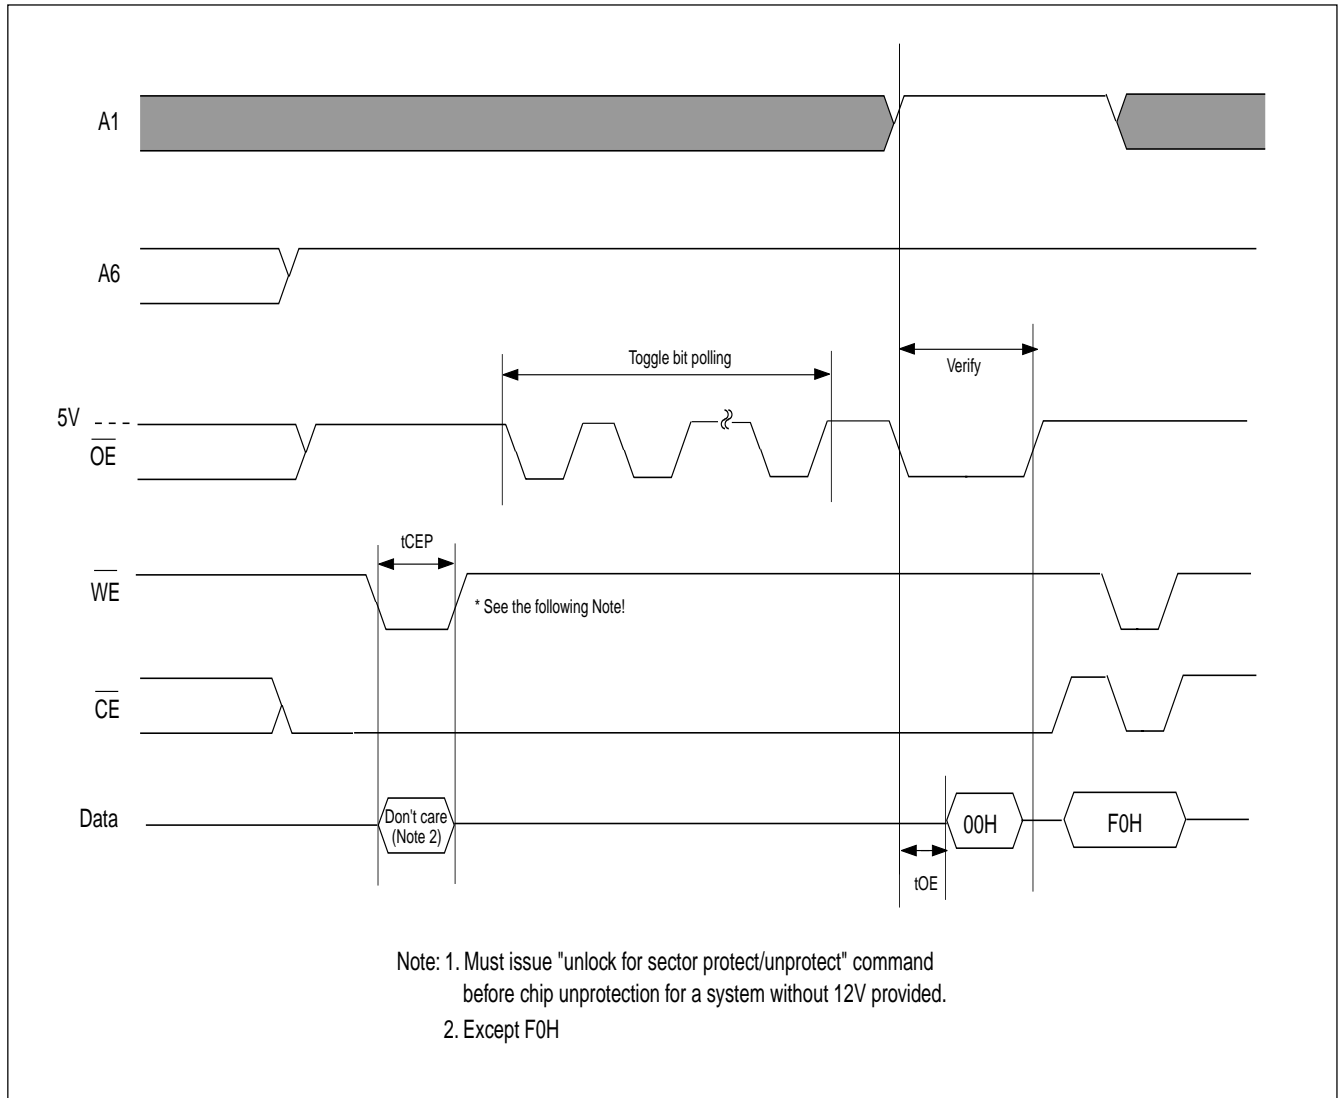 A1
A6
Toggle bit polling
Verify
5V
OE
tCEP
WE
* See the following Note!
CE
Data
Don't care
(Note 2)
00H
F0H
tOE
Note: 1. Must issue "unlock for sector protect/unprotect" command
before chip unprotection for a system without 12V provided.
2. Except F0H